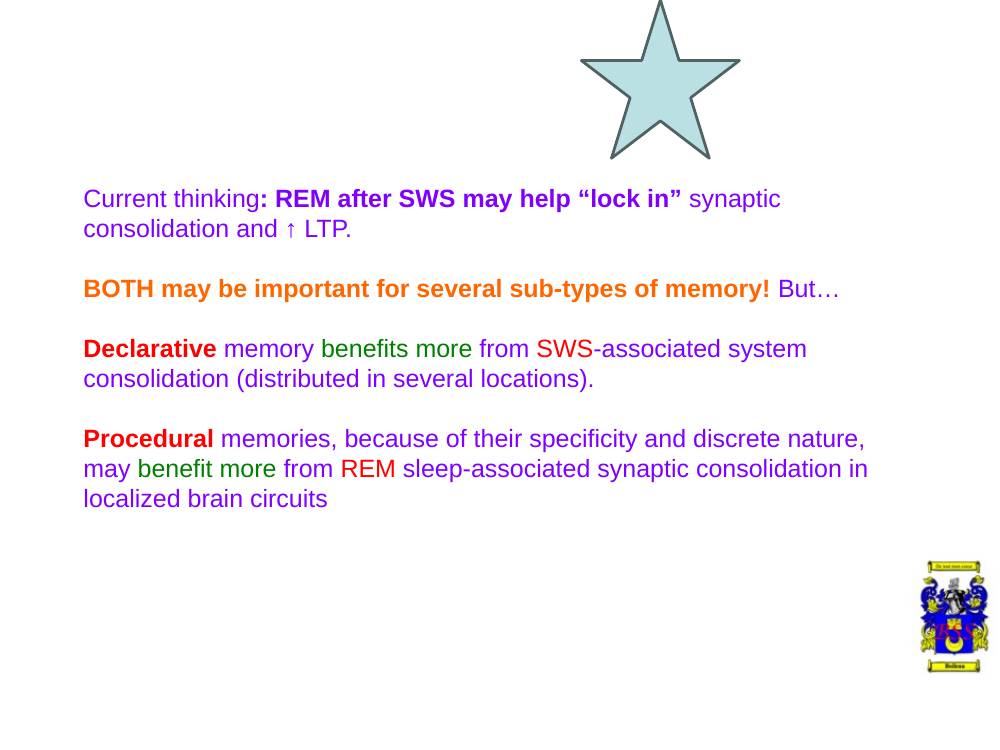 Current thinking: REM after SWS may help “lock in” synaptic
consolidation and ↑ LTP.
BOTH may be important for several sub-types of memory! But…
Declarative memory benefits more from SWS-associated system
consolidation (distributed in several locations).
Procedural memories, because of their specificity and discrete nature,
may benefit more from REM sleep-associated synaptic consolidation in
localized brain circuits